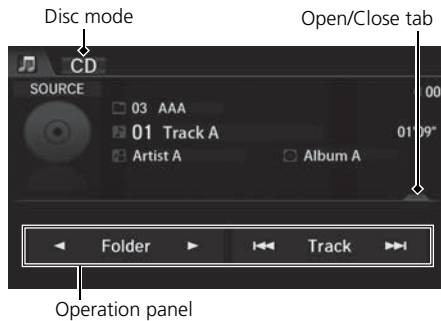 Disc mode
Open/Close tab
CD
SOURCE
00
03 AAA
01 Track A
01'09"
Artist A
Album A
Folder
Track
Operation panel